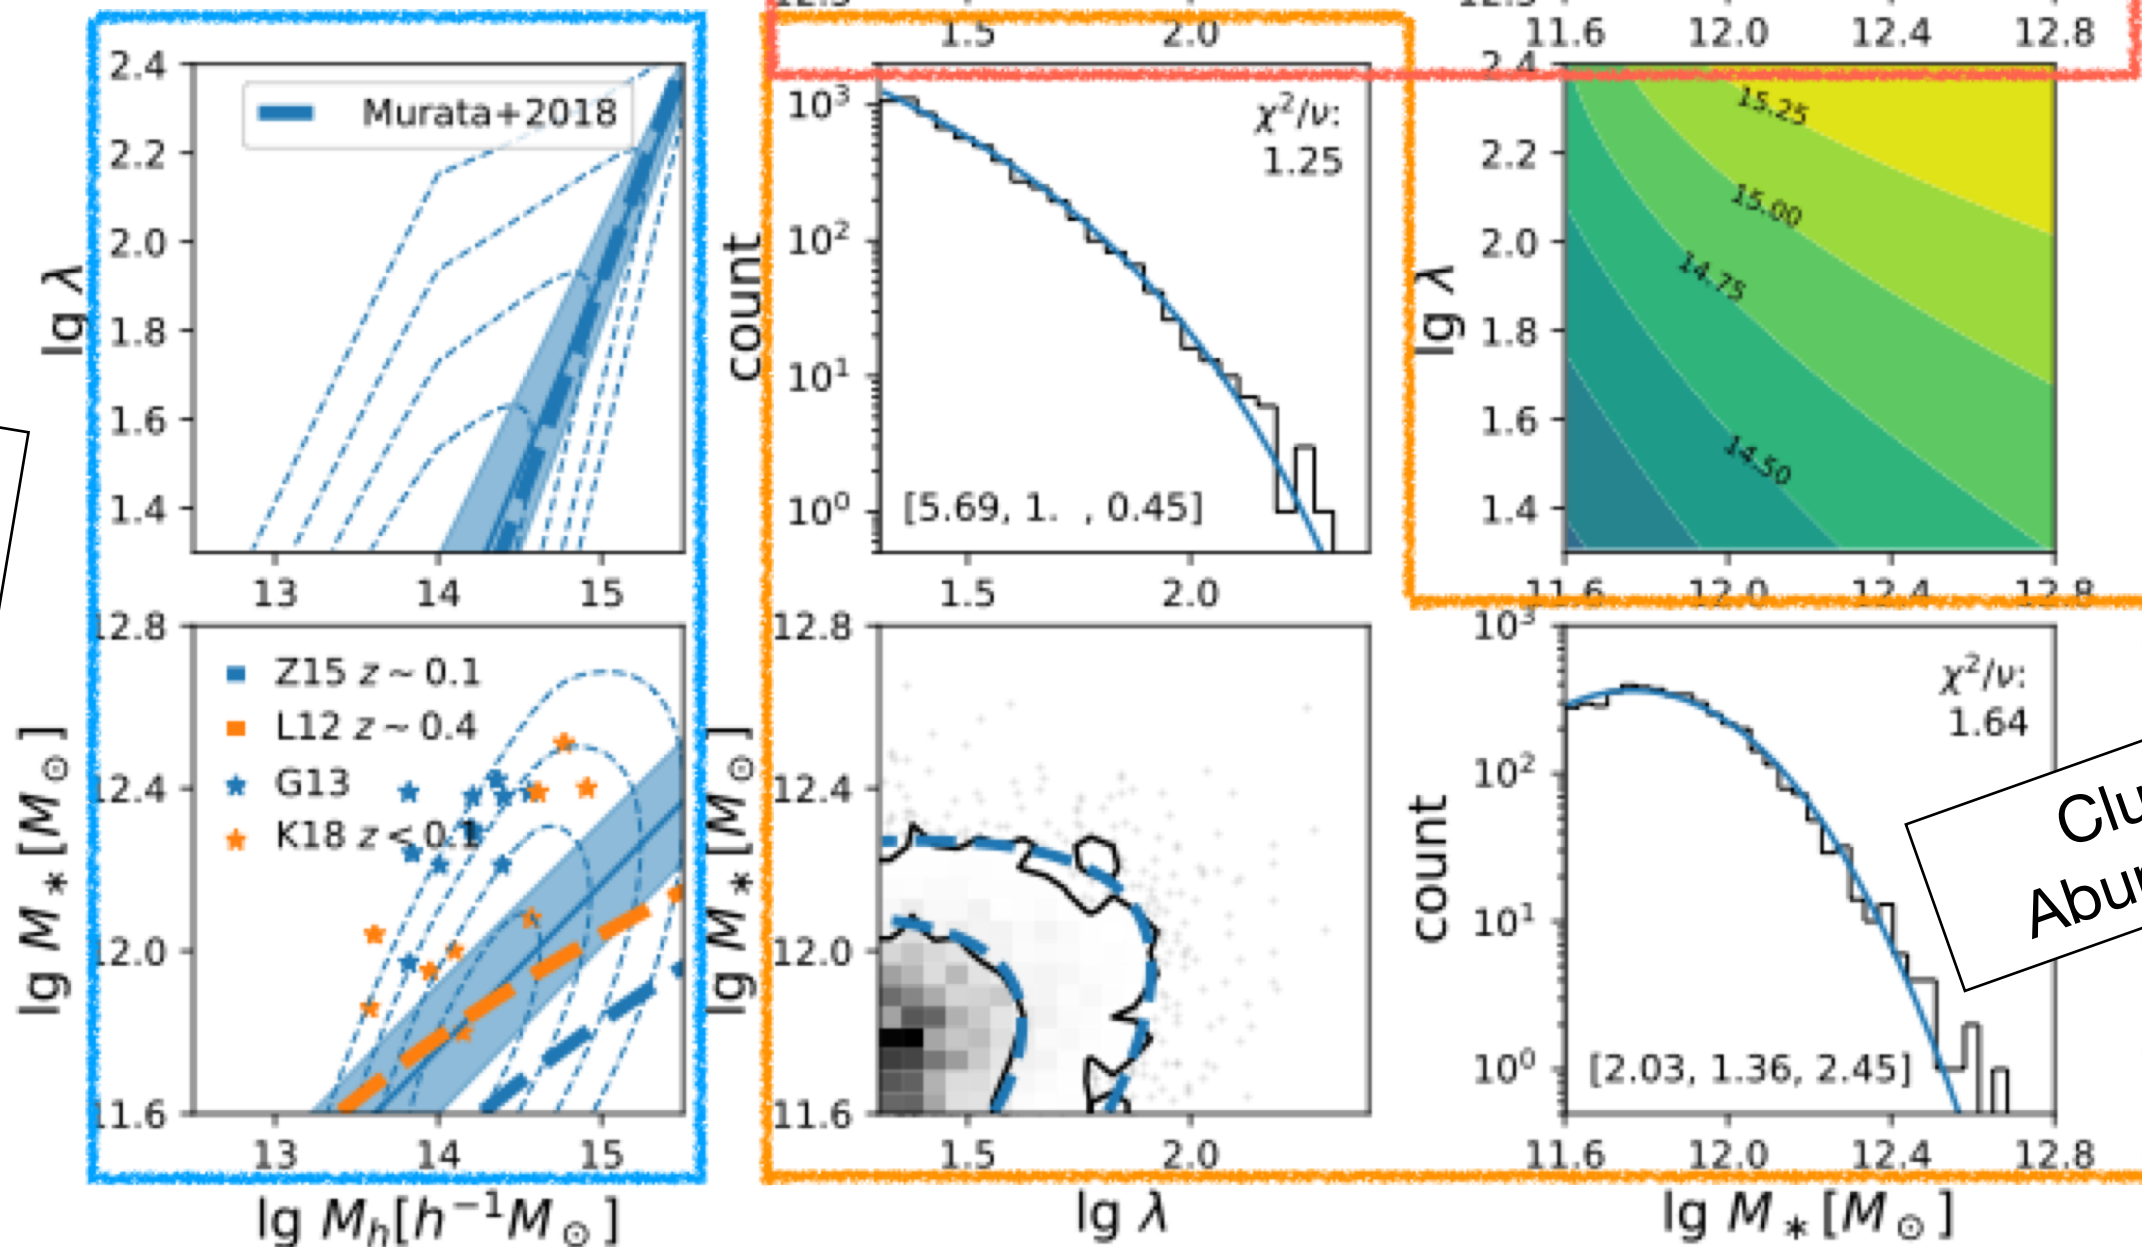 1.5 2.0
11.6 12.0 12.4 12.8
2.4
2.2
2.0
1.8
1.6
1.4
lg λ
Murata+2018
13 14 15
10³
10²
10¹
10⁰
count
χ²/ν:
1.25
[5.69, 1. , 0.45]
1.5 2.0
2.4
2.2
2.0
1.8
1.6
1.4
lg λ
15.25
15.00
14.75
14.50
11.6 12.0 12.4 12.8
12.8
12.4
12.0
11.6
lg M∗[M⊙]
Z15 z ~ 0.1
L12 z ~ 0.4
G13
K18 z < 0.1
13 14 15
lg Mₕ[h⁻¹M⊙]
12.8
12.4
12.0
11.6
lg M∗[M⊙]
1.5 2.0
lg λ
10³
10²
10¹
10⁰
count
χ²/ν:
1.64
[2.03, 1.36, 2.45]
11.6 12.0 12.4 12.8
lg M∗[M⊙]
Clu
Abu